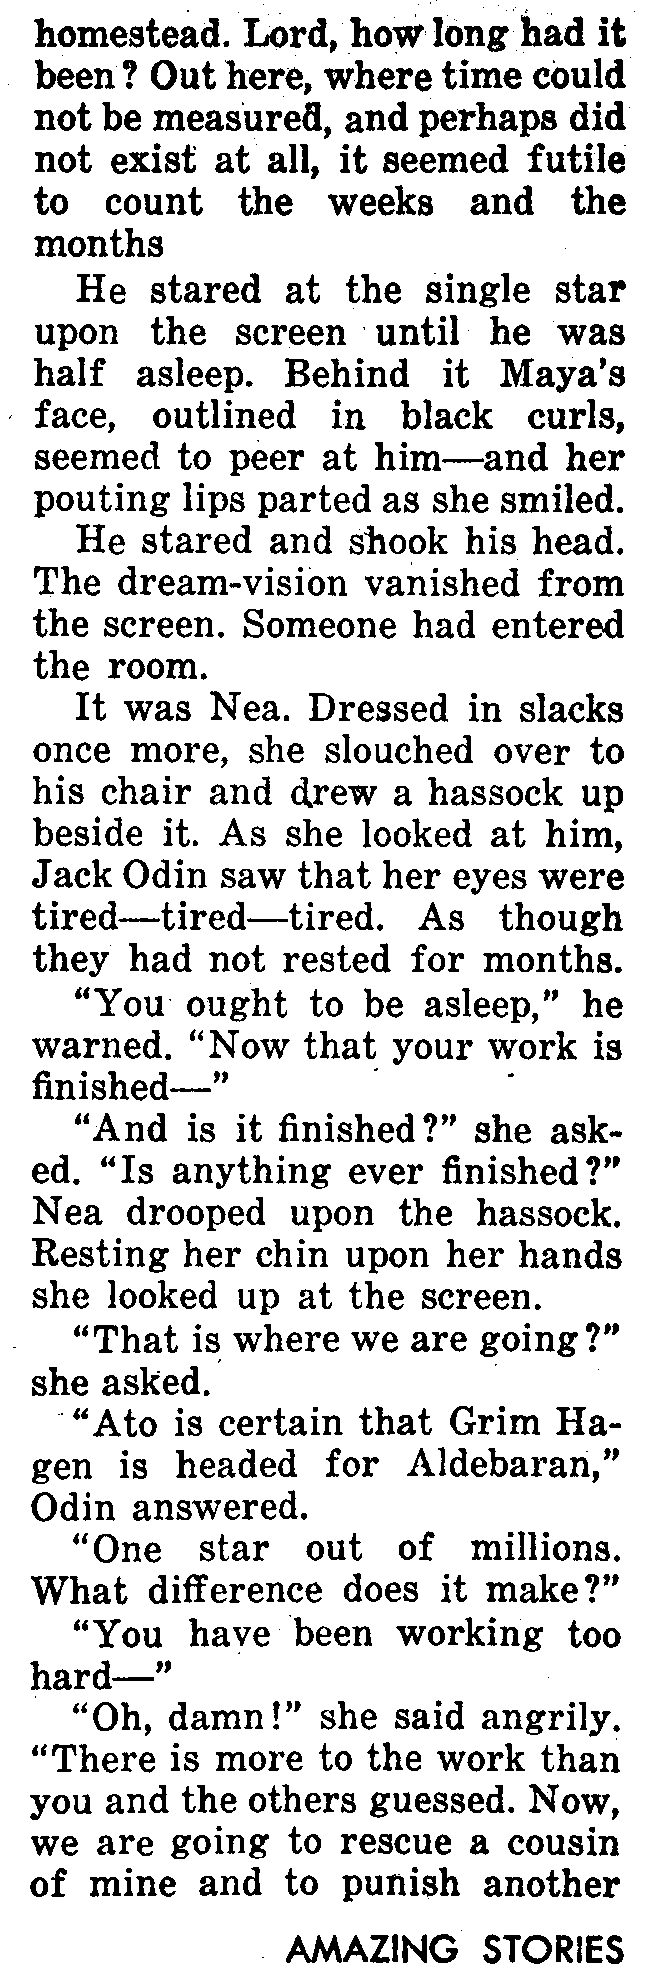 homestead. Lord, how long had it
been? Out here, where time could
not be measured, and perhaps did
not exist at all, it seemed futile
to count the weeks and the
months
He stared at the single star
upon the screen until he was
half asleep. Behind it Maya's
face, outlined in black curls,
seemed to peer at him—and her
pouting lips parted as she smiled.
He stared and shook his head.
The dream-vision vanished from
the screen. Someone had entered
the room.
It was Nea. Dressed in slacks
once more, she slouched over to
his chair and drew a hassock up
beside it. As she looked at him,
Jack Odin saw that her eyes were
tired—tired—tired. As though
they had not rested for months.
“You ought to be asleep,” he
warned. “Now that your work is
finished—”
“And is it finished?” she ask-
ed. “Is anything ever finished?”
Nea drooped upon the hassock.
Resting her chin upon her hands
she looked up at the screen.
“That is where we are going?”
she asked.
“Ato is certain that Grim Ha-
gen is headed for Aldebaran,”
Odin answered.
“One star out of millions.
What difference does it make?”
“You have been working too
hard—”
“Oh, damn!” she said angrily.
“There is more to the work than
you and the others guessed. Now,
we are going to rescue a cousin
of mine and to punish another
AMAZING STORIES